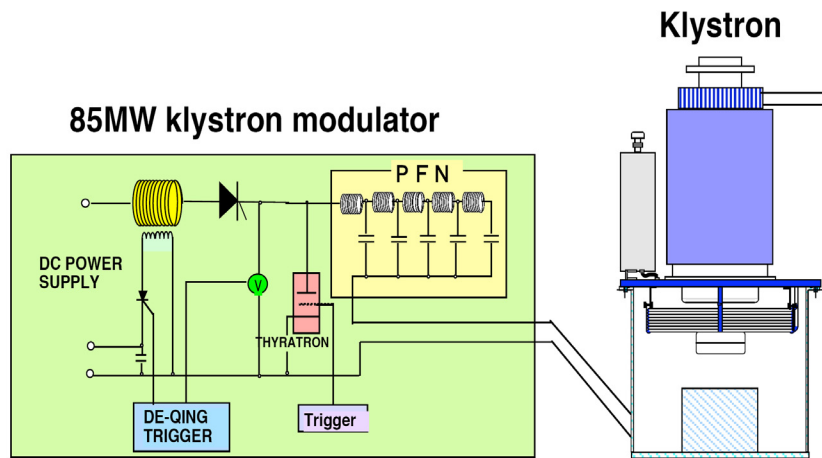 Klystron
85MW klystron modulator
P F N
DC POWER
SUPPLY
V
THYRATRON
DE-QING
TRIGGER
Trigger